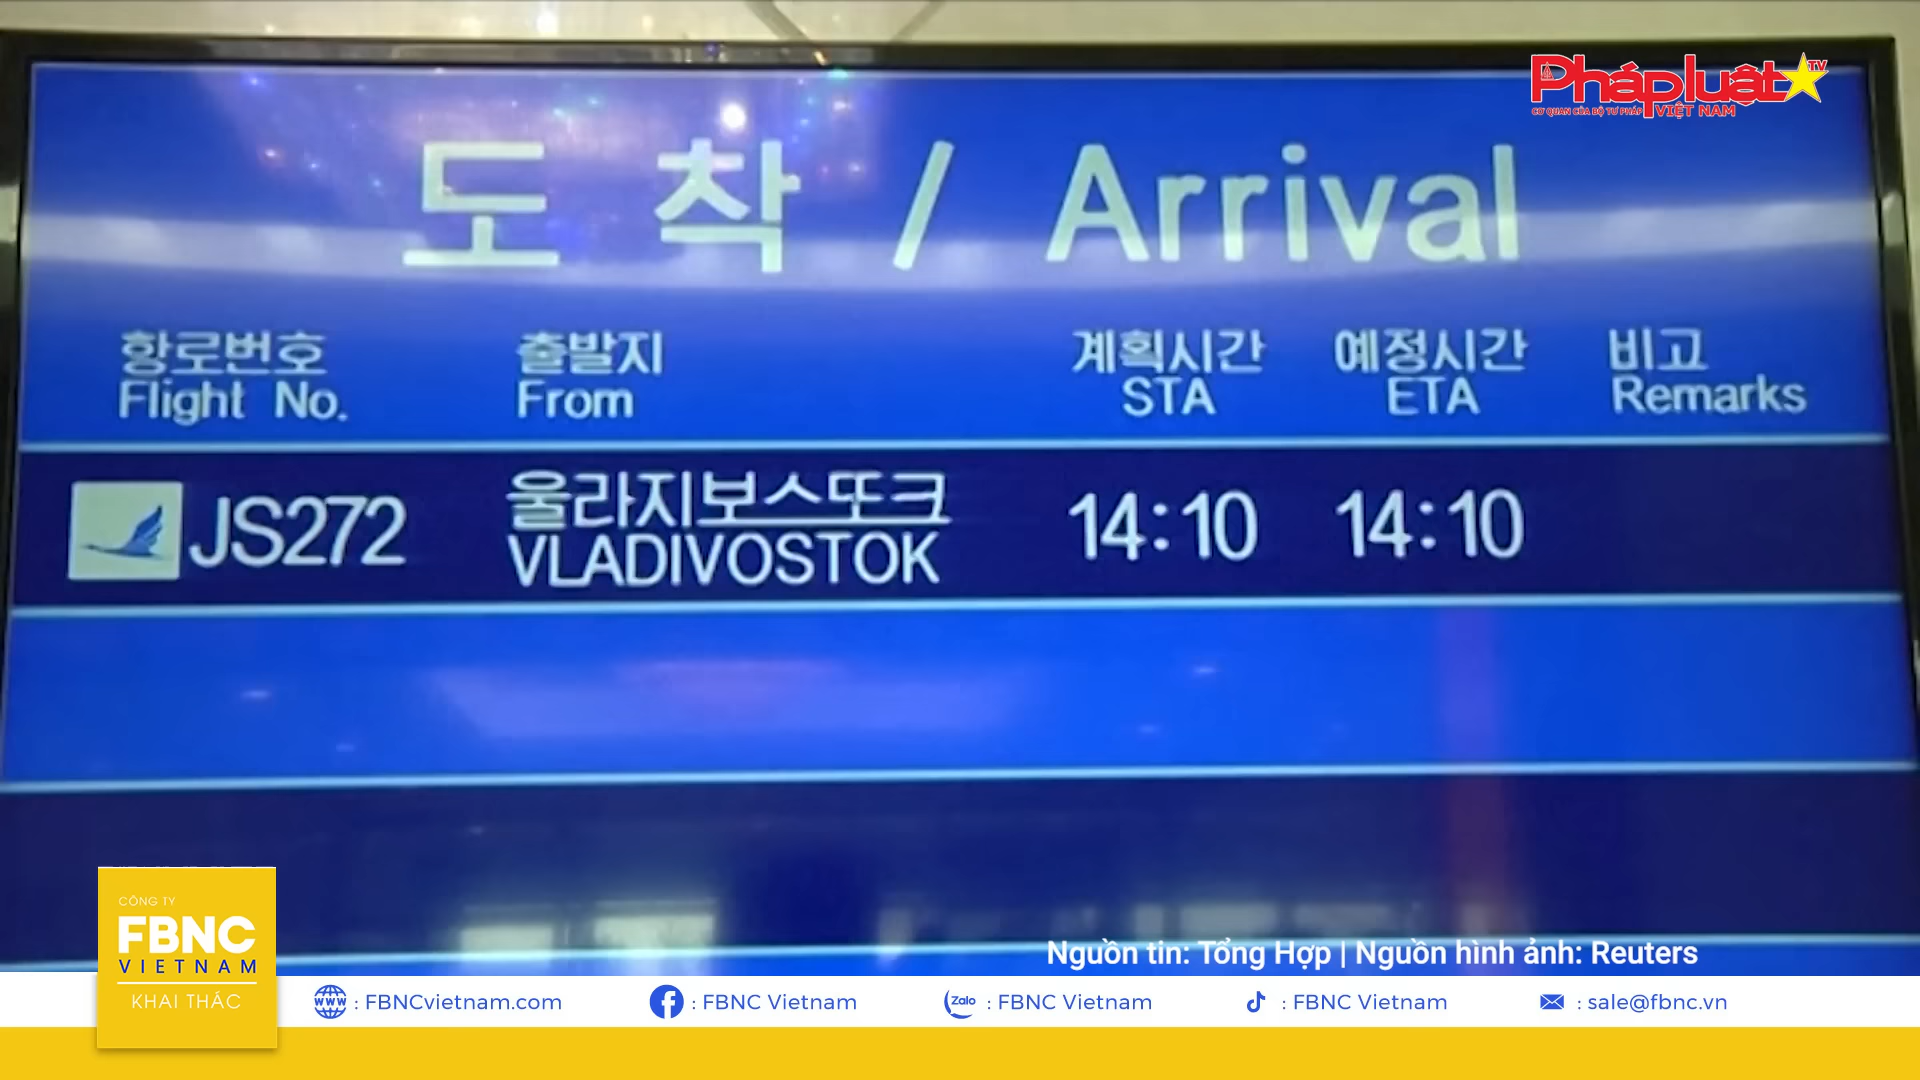 Phápluật TV
CƠ QUAN CỦA BỘ TƯ PHÁP VIỆT NAM
도착 / Arrival
항로번호 출발지 계획시간 예정시간 비고
Flight No. From STA ETA Remarks
울라지보스또크
JS272 VLADIVOSTOK 14:10 14:10
Nguồn tin: Tổng Hợp | Nguồn hình ảnh: Reuters
CÔNG TY
FBNC
VIETNAM
KHAI THÁC
www : FBNCvietnam.com : FBNC Vietnam Zalo : FBNC Vietnam : FBNC Vietnam : sale@fbnc.vn